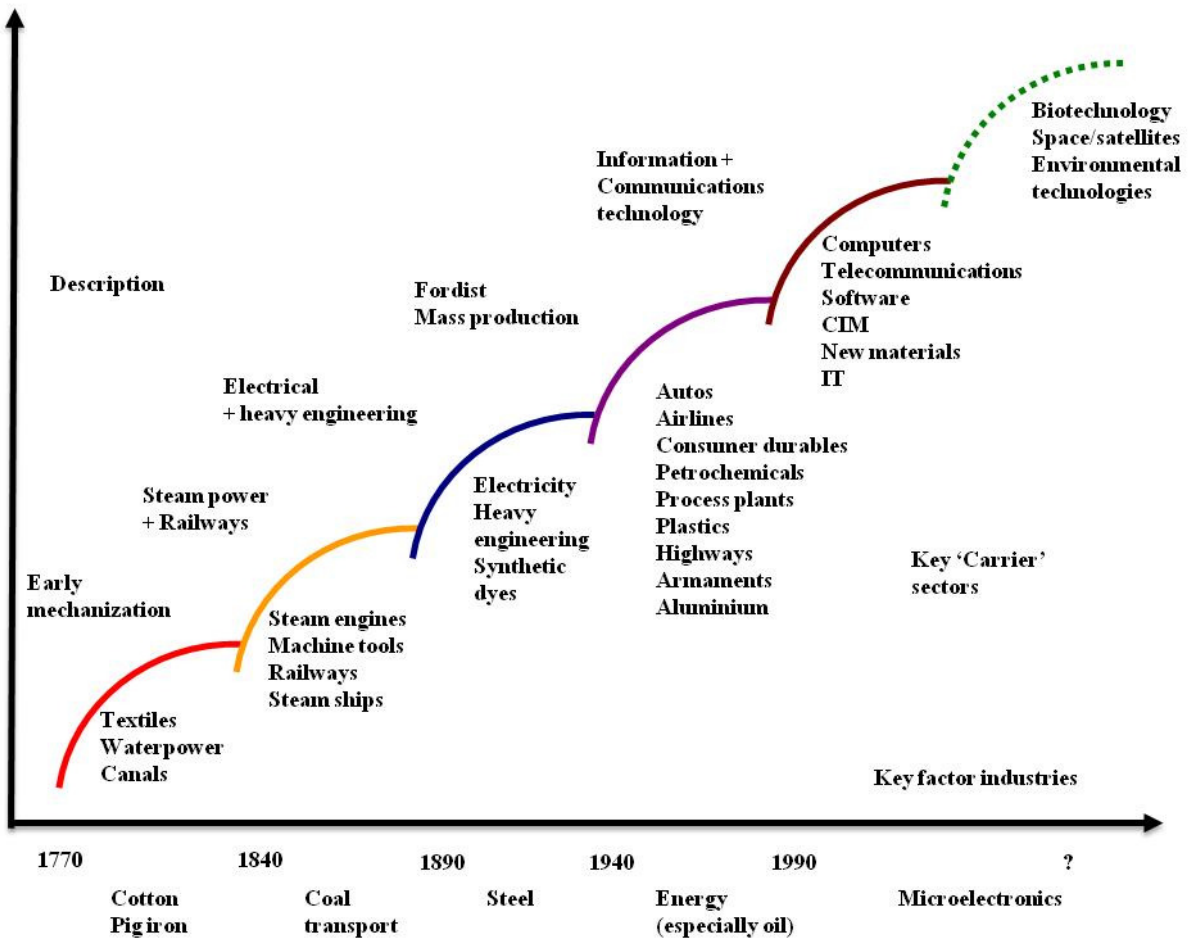 Biotechnology
Space/satellites
Environmental
technologies
Information +
Communications
technology
Computers
Telecommunications
Software
CIM
New materials
IT
Description
Fordist
Mass production
Electrical
+ heavy engineering
Autos
Airlines
Consumer durables
Petrochemicals
Process plants
Plastics
Highways
Armaments
Aluminium
Steam power
+ Railways
Electricity
Heavy
engineering
Synthetic
dyes
Key ‘Carrier’
sectors
Early
mechanization
Steam engines
Machine tools
Railways
Steam ships
Textiles
Waterpower
Canals
Key factor industries
1770 1840 1890 1940 1990 ?
Cotton
Pig iron
Coal
transport
Steel
Energy
(especially oil)
Microelectronics